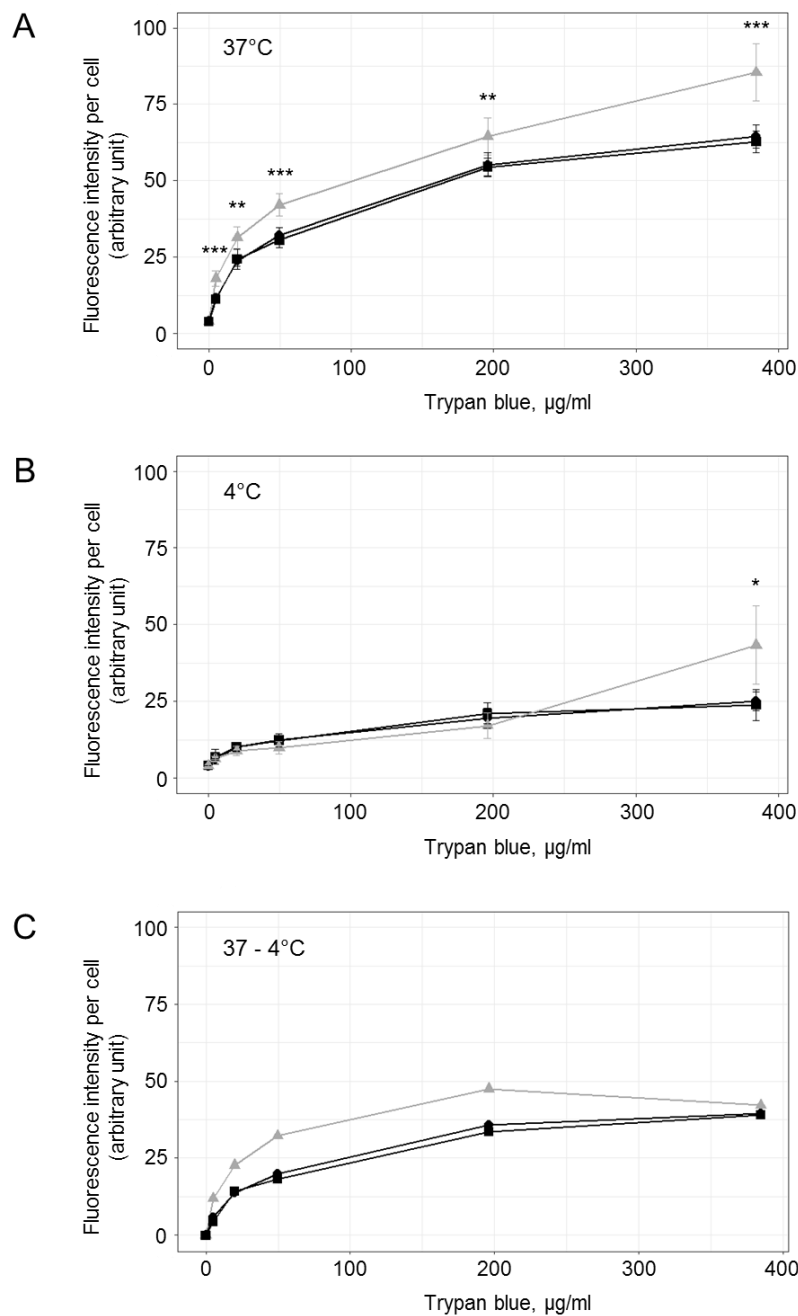 A
37°C
***
**
***
**
***
100
75
50
25
0
Fluorescence intensity per cell
(arbitrary unit)
0 100 200 300 400
Trypan blue, µg/ml
B
4°C
*
100
75
50
25
0
Fluorescence intensity per cell
(arbitrary unit)
0 100 200 300 400
Trypan blue, µg/ml
C
37 - 4°C
100
75
50
25
0
Fluorescence intensity per cell
(arbitrary unit)
0 100 200 300 400
Trypan blue, µg/ml